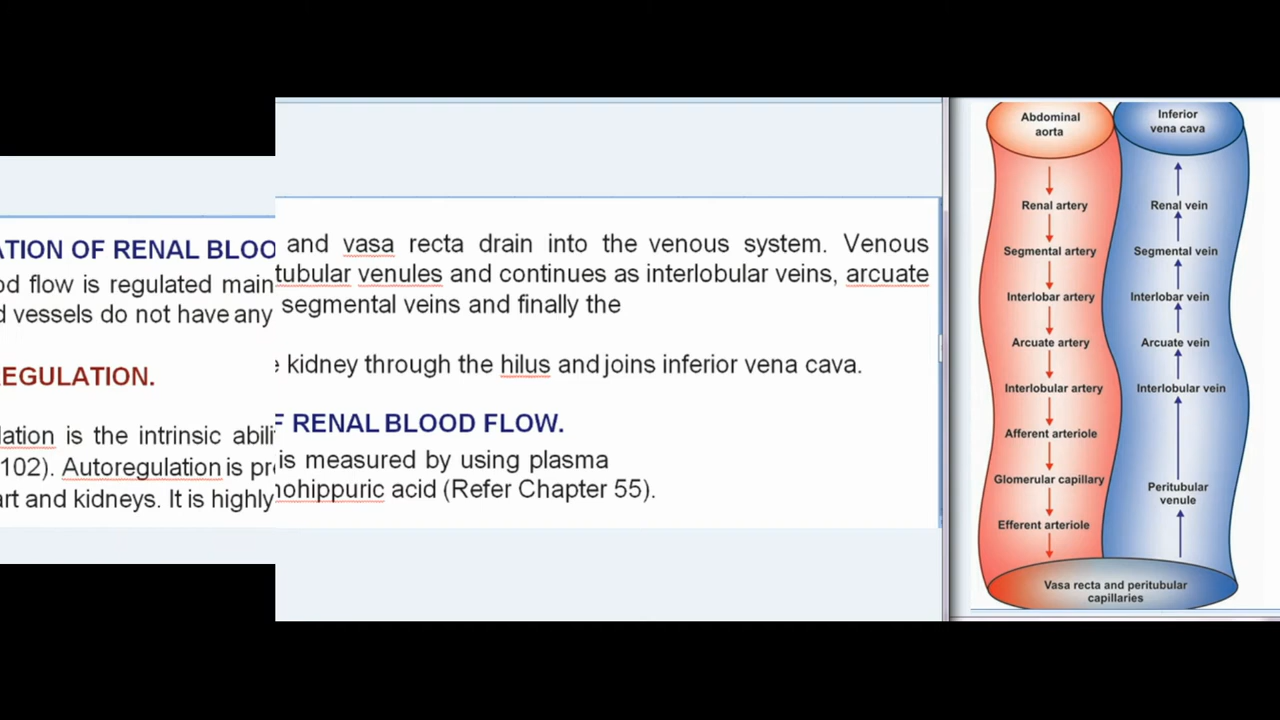 ATION OF RENAL BLOO
od flow is regulated main
d vessels do not have any
EGULATION.
lation is the intrinsic abili
102). Autoregulation is pr
art and kidneys. It is highly
and vasa recta drain into the venous system. Venous
tubular venules and continues as interlobular veins, arcuate
segmental veins and finally the
kidney through the hilus and joins inferior vena cava.
F RENAL BLOOD FLOW.
is measured by using plasma
nohippuric acid (Refer Chapter 55).
Abdominal
aorta
Renal artery
Segmental artery
Interlobar artery
Arcuate artery
Interlobular artery
Afferent arteriole
Glomerular capillary
Efferent arteriole
Inferior
vena cava
Renal vein
Segmental vein
Interlobar vein
Arcuate vein
Interlobular vein
Peritubular
venule
Vasa recta and peritubular
capillaries